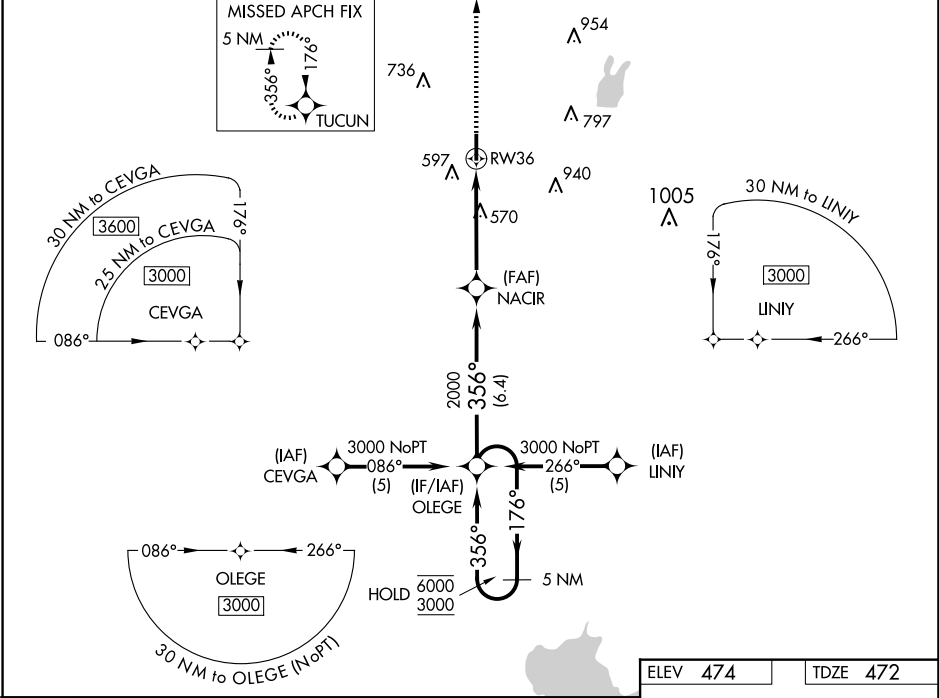 MISSED APCH FIX
5 NM
176°
356°
TUCUN
954
736
797
597
RW36
940
570
1005
30 NM to CEVGA
3600
25 NM to CEVGA
3000
CEVGA
086°
176°
30 NM to LINIY
176°
3000
LINIY
266°
(FAF)
NACIR
2000
356°
(6.4)
(IAF)
CEVGA
3000 NoPT
086°
(5)
(IF/IAF)
OLEGE
3000 NoPT
266°
(5)
(IAF)
LINIY
356°
176°
HOLD
6000
3000
5 NM
086°
266°
OLEGE
3000
30 NM to OLEGE (NoPT)
ELEV 474
TDZE 472